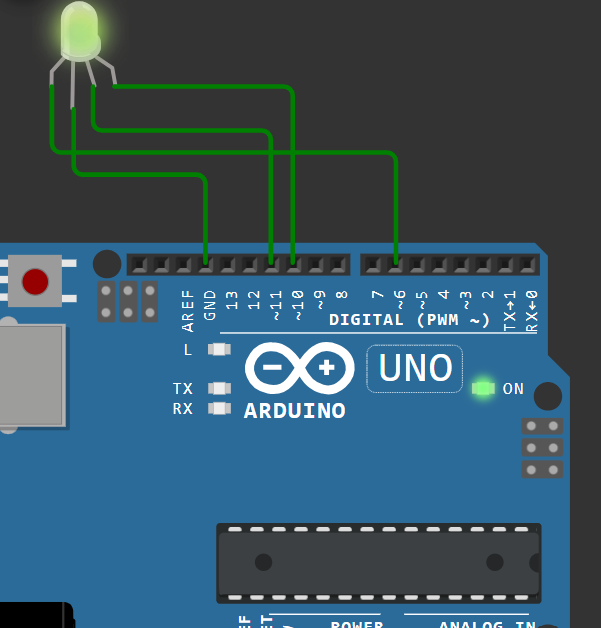 AREF GND 13 12 ~11 ~10 ~9 8 7 ~6 ~5 4 ~3 2 TX→1 RX←0
DIGITAL (PWM ~)
L
UNO
TX ON
RX ARDUINO
POWER ANALOG IN